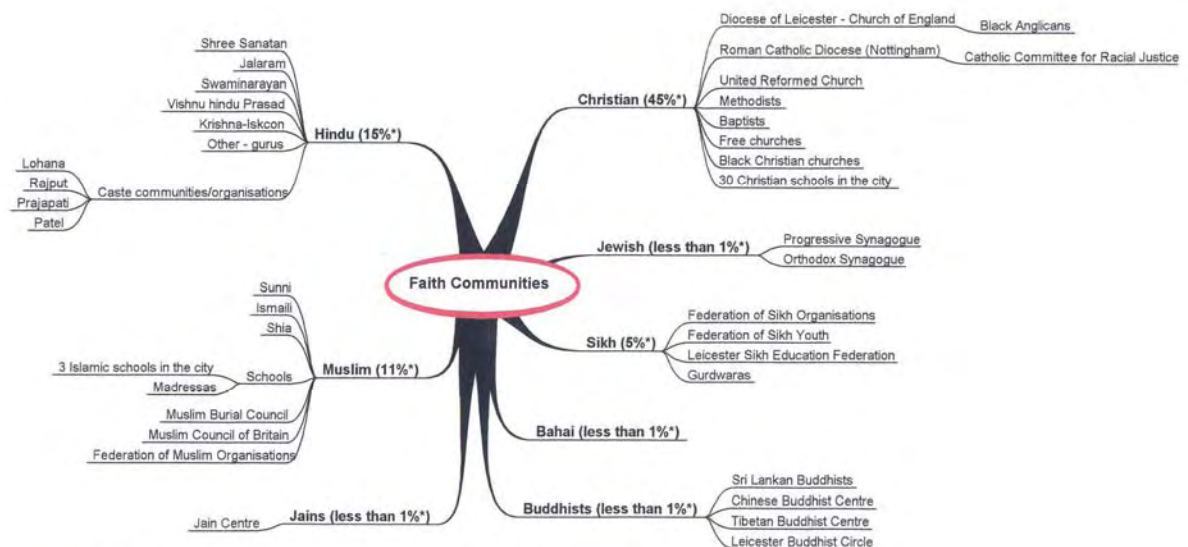 Faith Communities
Christian (45%*)
Diocese of Leicester - Church of England
Black Anglicans
Roman Catholic Diocese (Nottingham)
Catholic Committee for Racial Justice
United Reformed Church
Methodists
Baptists
Free churches
Black Christian churches
30 Christian schools in the city
Jewish (less than 1%*)
Progressive Synagogue
Orthodox Synagogue
Sikh (5%*)
Federation of Sikh Organisations
Federation of Sikh Youth
Leicester Sikh Education Federation
Gurdwaras
Bahai (less than 1%*)
Buddhists (less than 1%*)
Sri Lankan Buddhists
Chinese Buddhist Centre
Tibetan Buddhist Centre
Leicester Buddhist Circle
Jains (less than 1%*)
Jain Centre
Muslim (11%*)
Sunni
Ismaili
Shia
Schools
3 Islamic schools in the city
Madressas
Muslim Burial Council
Muslim Council of Britain
Federation of Muslim Organisations
Hindu (15%*)
Shree Sanatan
Jalaram
Swaminarayan
Vishnu hindu Prasad
Krishna-Iskcon
Other - gurus
Caste communities/organisations
Lohana
Rajput
Prajapati
Patel